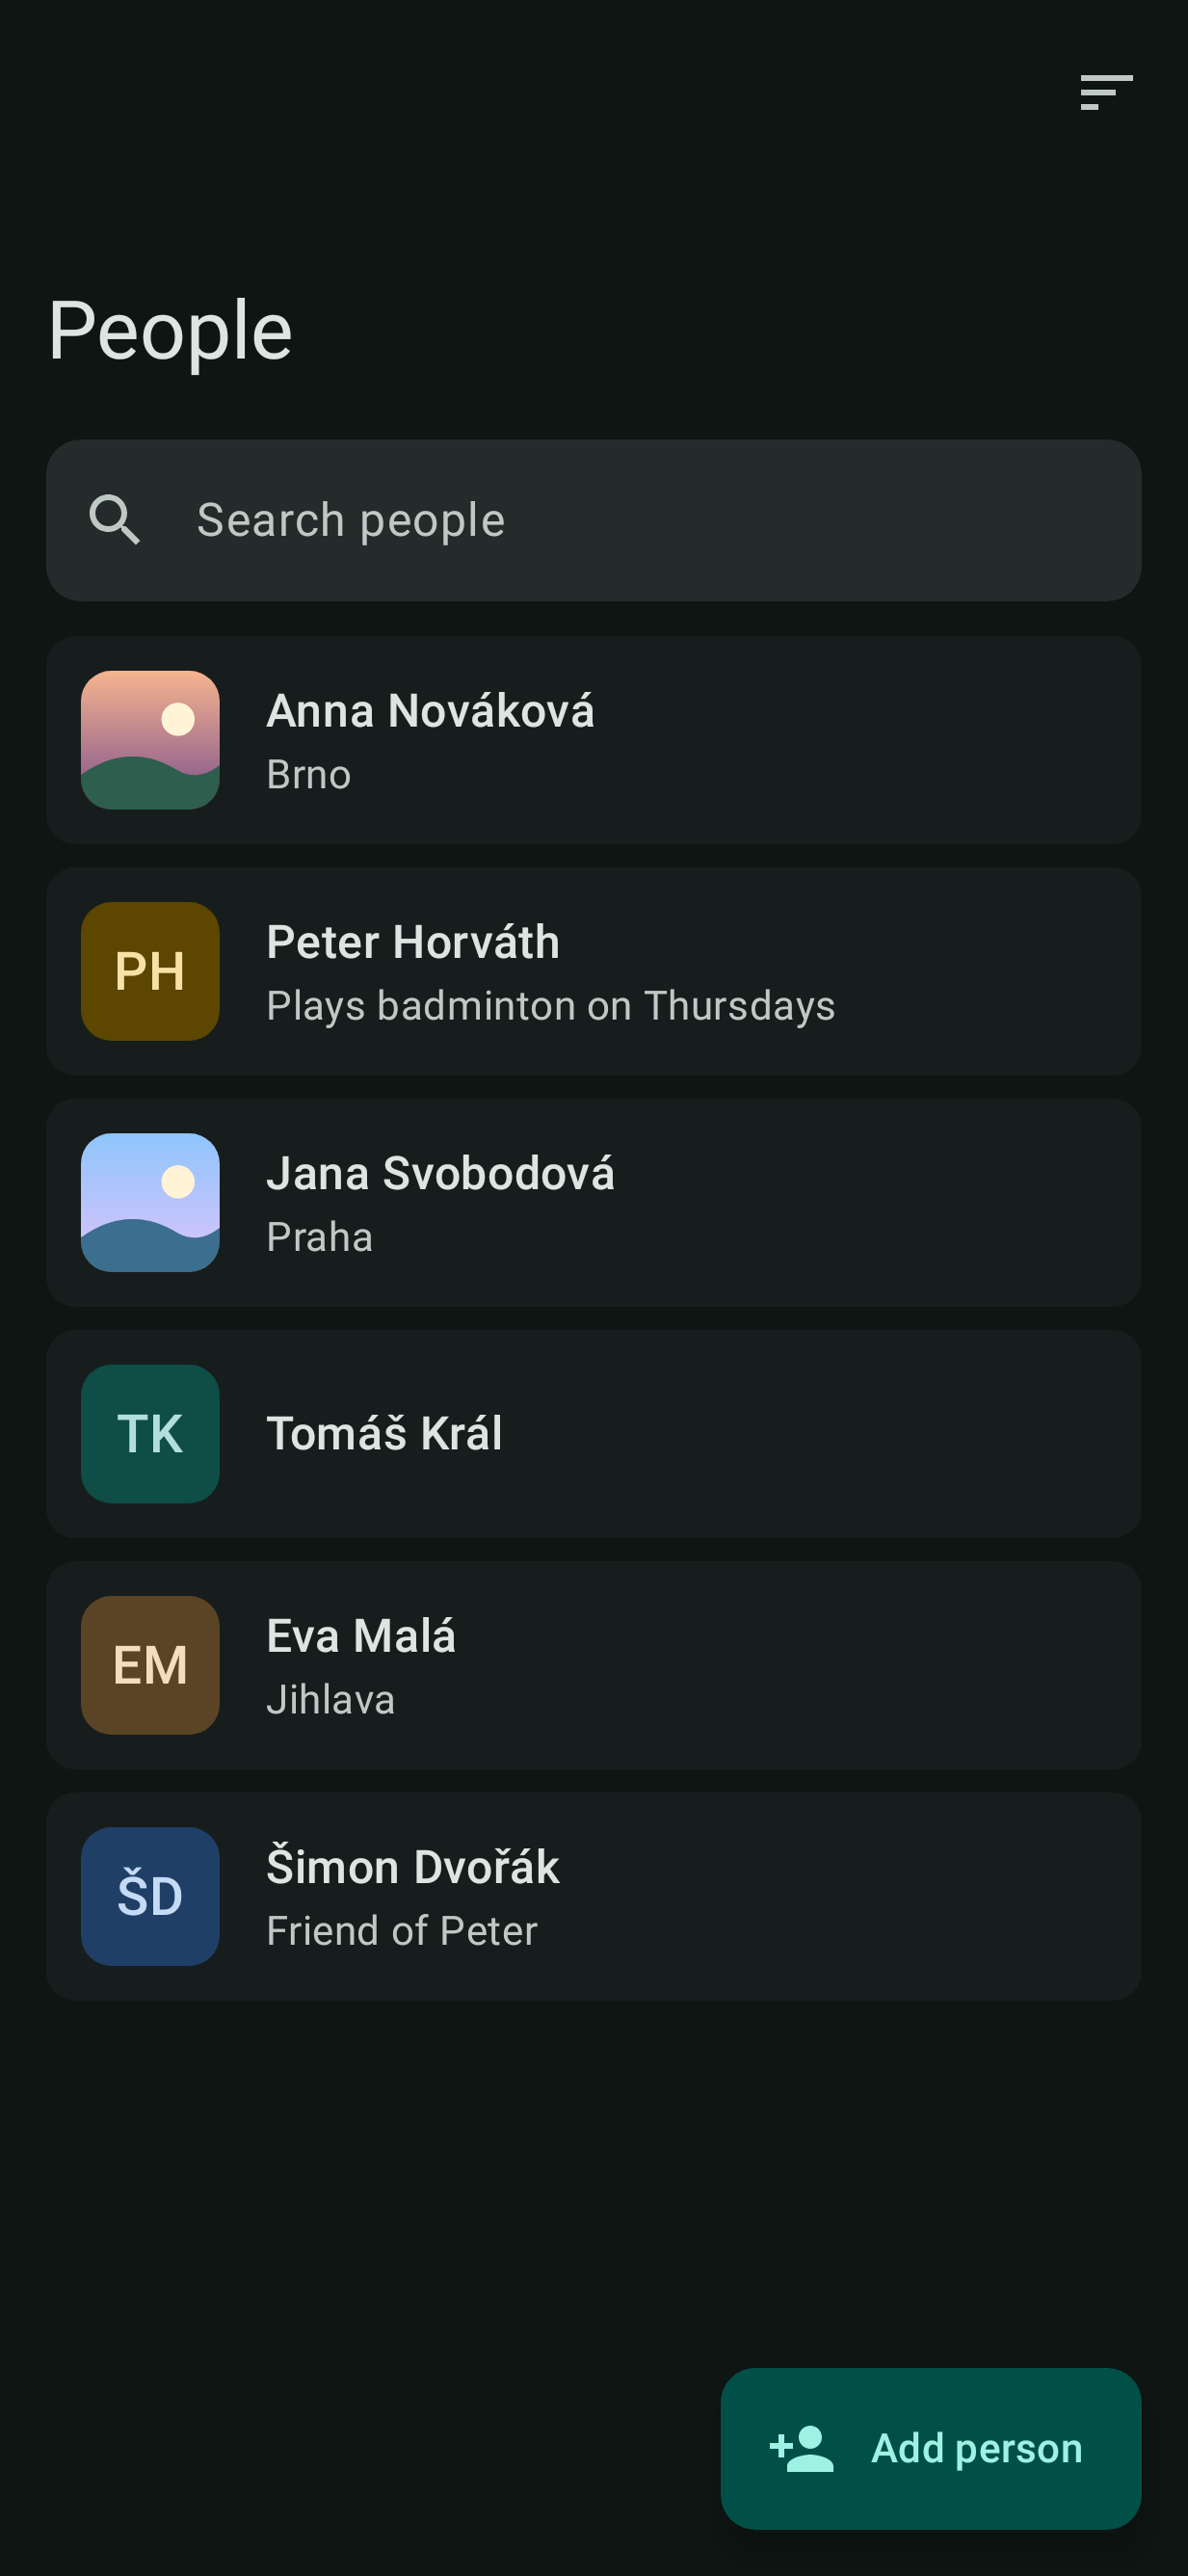 People
Search people
Anna Nováková
Brno
PH
Peter Horváth
Plays badminton on Thursdays
Jana Svobodová
Praha
TK
Tomáš Král
EM
Eva Malá
Jihlava
ŠD
Šimon Dvořák
Friend of Peter
Add person